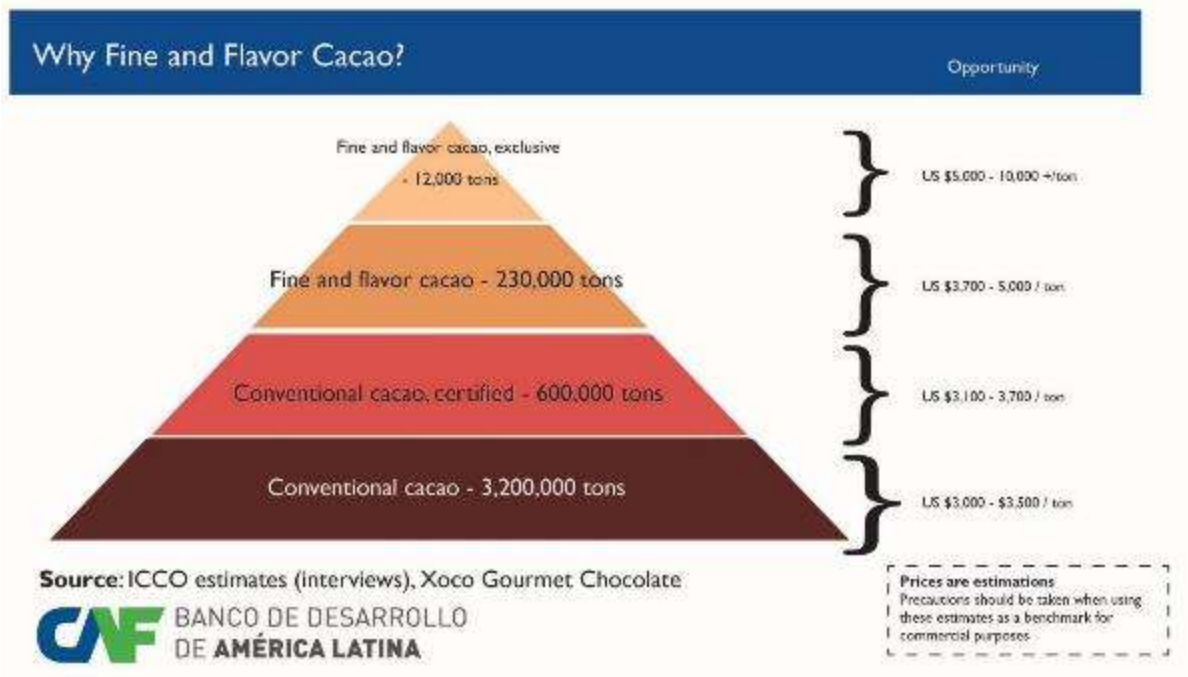 Why Fine and Flavor Cacao?
Opportunity
Fine and flavor cacao, exclusive
- 12,000 tons
US $5,000 - 10,000 +/ton
Fine and flavor cacao - 230,000 tons
US $3,700 - 5,000 / ton
Conventional cacao, certified - 600,000 tons
US $3,100 - 3,700 / ton
Conventional cacao - 3,200,000 tons
US $3,000 - $3,500 / ton
Source: ICCO estimates (interviews), Xoco Gourmet Chocolate
Prices are estimations
Precautions should be taken when using
these estimates as a benchmark for
commercial purposes
CAF
BANCO DE DESARROLLO
DE AMÉRICA LATINA